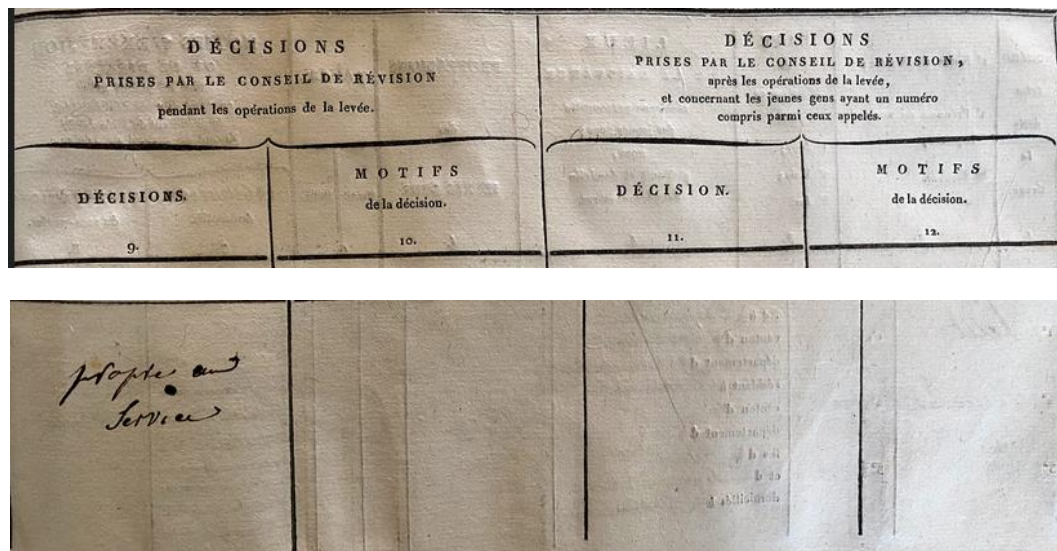 DÉCISIONS
PRISES PAR LE CONSEIL DE RÉVISION
pendant les opérations de la levée.
DÉCISIONS.
9.
MOTIFS
de la décision.
10.
DÉCISIONS
PRISES PAR LE CONSEIL DE RÉVISION,
après les opérations de la levée,
et concernant les jeunes gens ayant un numéro
compris parmi ceux appelés.
DÉCISION.
11.
MOTIFS
de la décision.
12.
propre au
Service